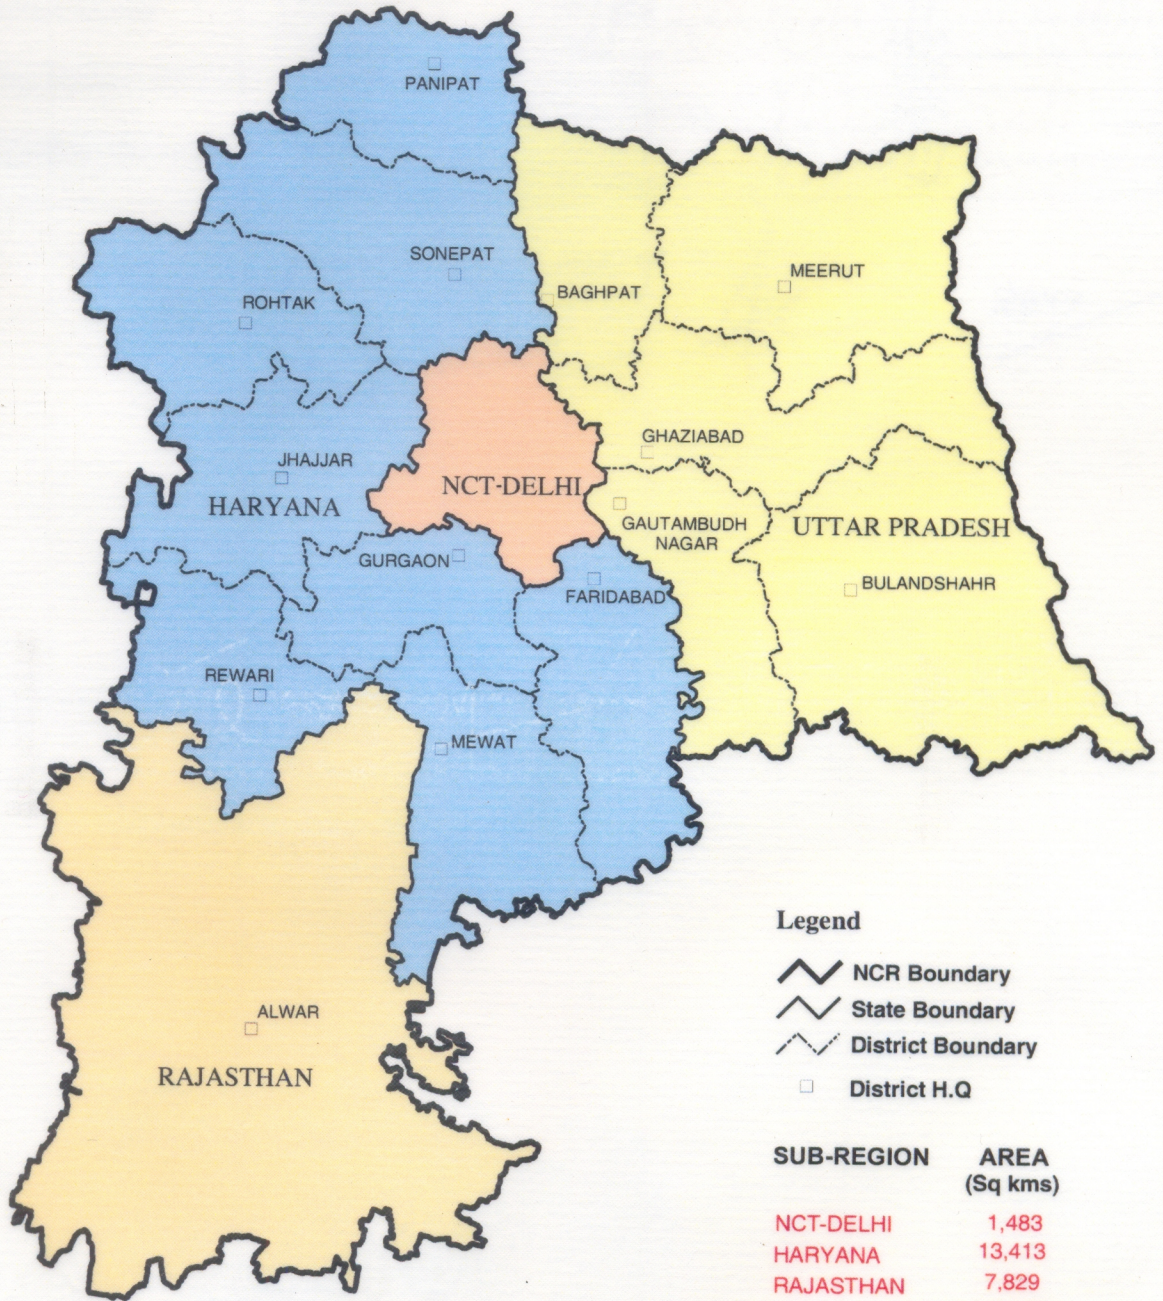 PANIPAT
SONEPAT
ROHTAK
BAGHPAT
MEERUT
GHAZIABAD
JHAJJAR
HARYANA
NCT-DELHI
GAUTAMBUDH
NAGAR
UTTAR PRADESH
GURGAON
FARIDABAD
BULANDSHAHR
REWARI
MEWAT
ALWAR
RAJASTHAN
Legend
NCR Boundary
State Boundary
District Boundary
District H.Q
SUB-REGION AREA
(Sq kms)
NCT-DELHI 1,483
HARYANA 13,413
RAJASTHAN 7,829